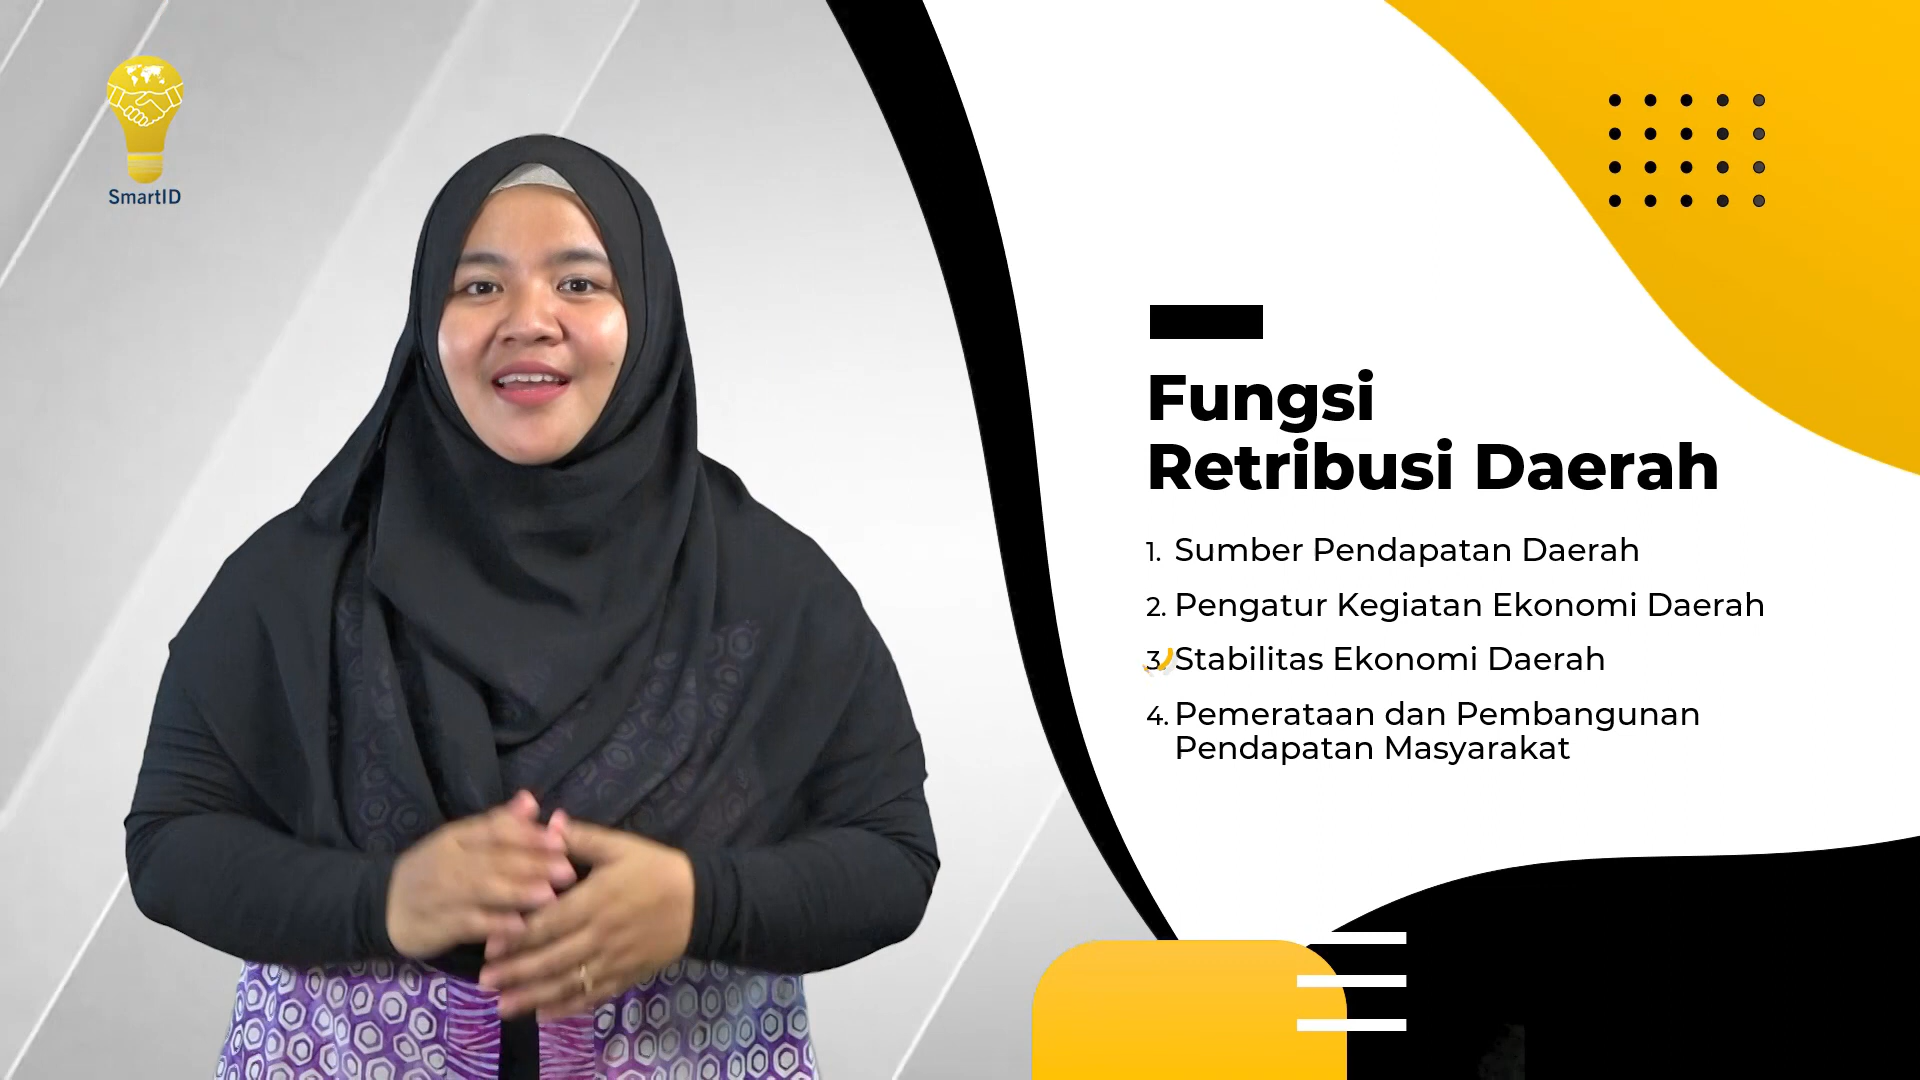 SmartID
Fungsi
Retribusi Daerah
1. Sumber Pendapatan Daerah
2. Pengatur Kegiatan Ekonomi Daerah
3. Stabilitas Ekonomi Daerah
4. Pemerataan dan Pembangunan
Pendapatan Masyarakat